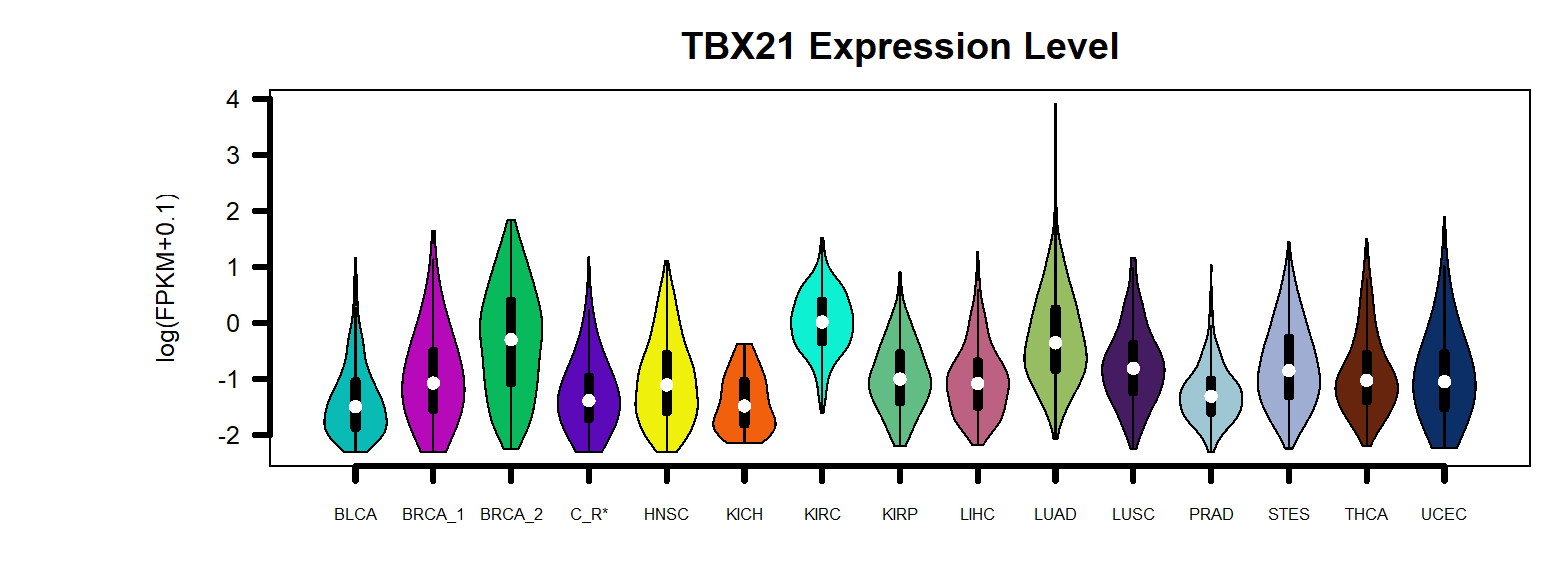 TBX21 Expression Level
log(FPKM+0.1)
4
3
2
1
0
-1
-2
BLCA BRCA_1 BRCA_2 C_R* HNSC KICH KIRC KIRP LIHC LUAD LUSC PRAD STES THCA UCEC